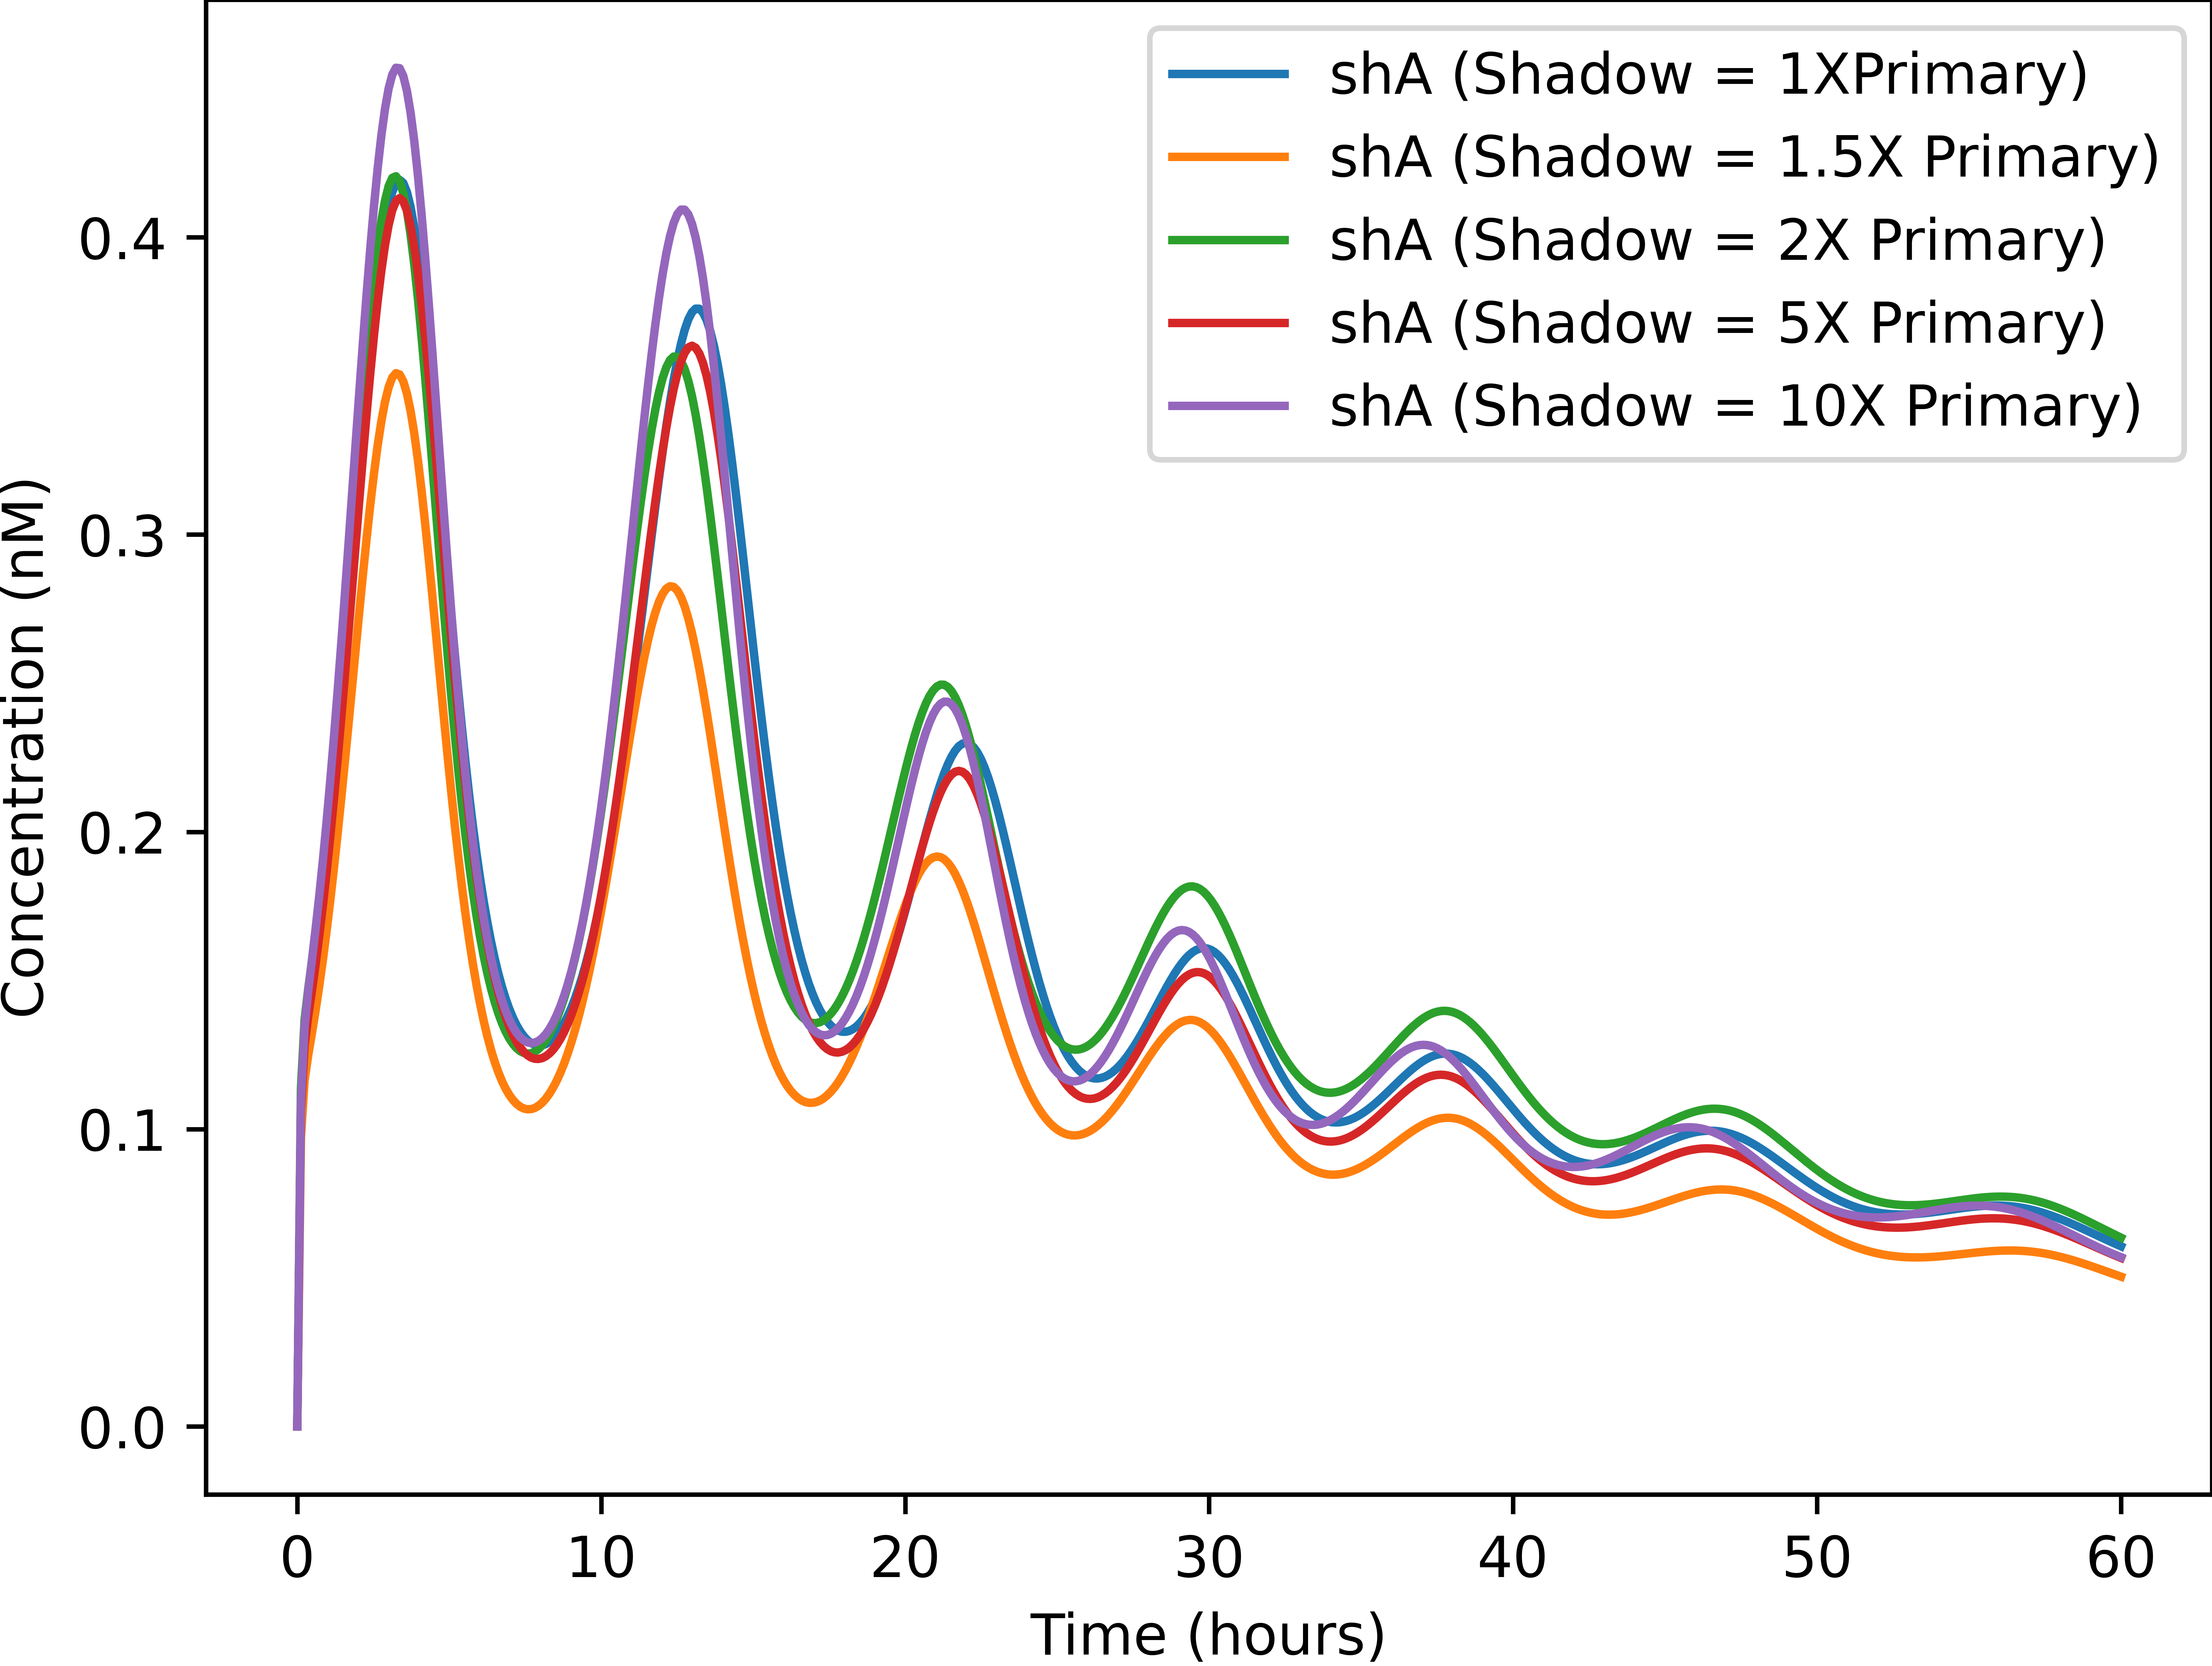 shA (Shadow = 1XPrimary)
shA (Shadow = 1.5X Primary)
shA (Shadow = 2X Primary)
shA (Shadow = 5X Primary)
shA (Shadow = 10X Primary)
Concentration (nM)
0.4
0.3
0.2
0.1
0.0
0 10 20 30 40 50 60
Time (hours)